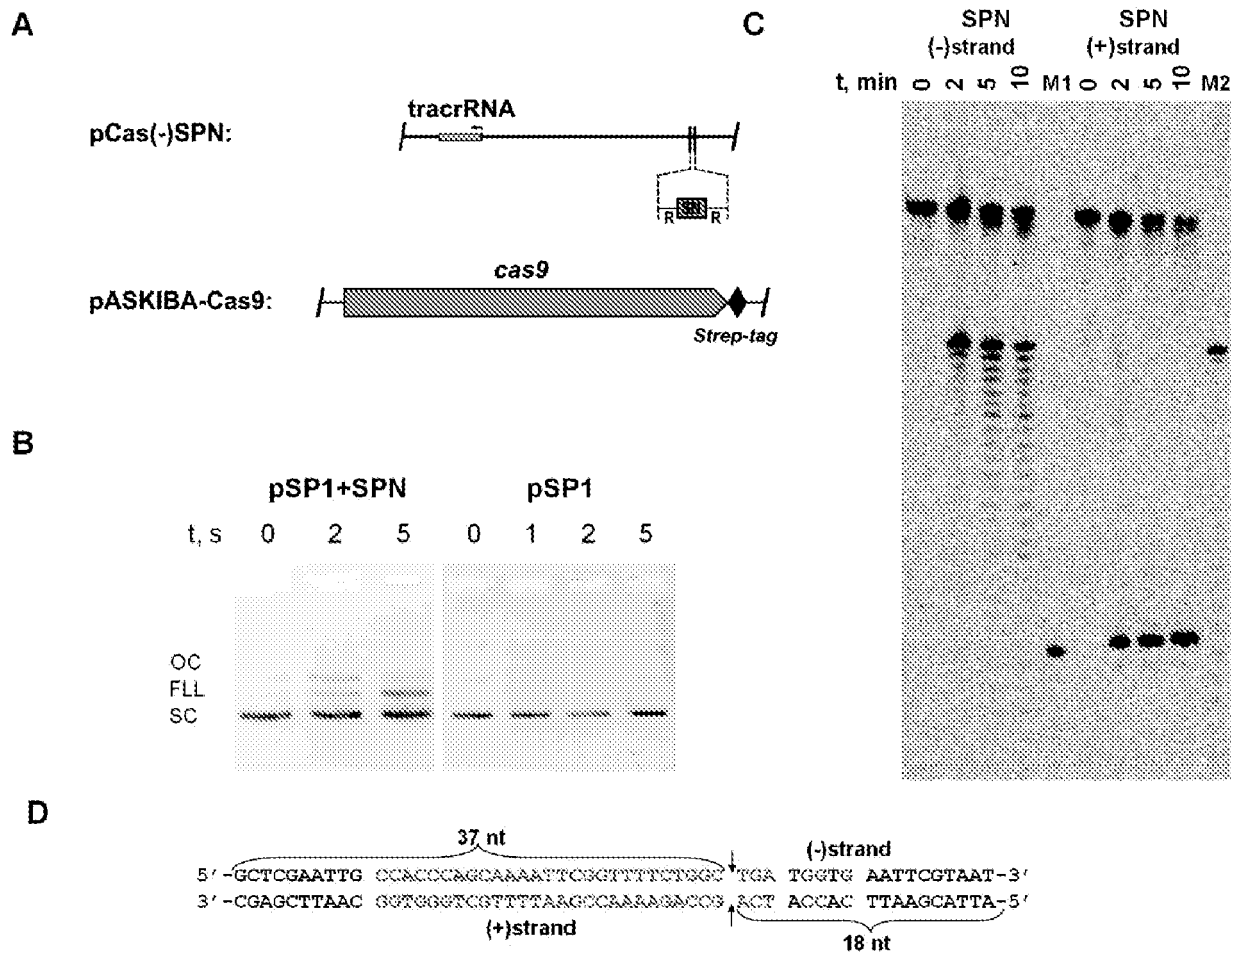 A
tracrRNA
pCas(-)SPN:
R SPN R
cas9
pASKIBA-Cas9:
Strep-tag
B
pSP1+SPN pSP1
t, s 0 2 5 0 1 2 5
OC
FLL
SC
C
SPN SPN
(-)strand (+)strand
t, min 0 2 5 10 M1 0 2 5 10 M2
D
37 nt
(-)strand
5′-GCTCGAATTG CCACCCAGCAAAATTCGGTTTTCTGGC TGA TGGTG AATTCGTAAT-3′
3′-CGAGCTTAAC GGTGGGTCGTTTTAAGCCAAAAGACCG ACT ACCAC TTAAGCATTA-5′
(+)strand
18 nt